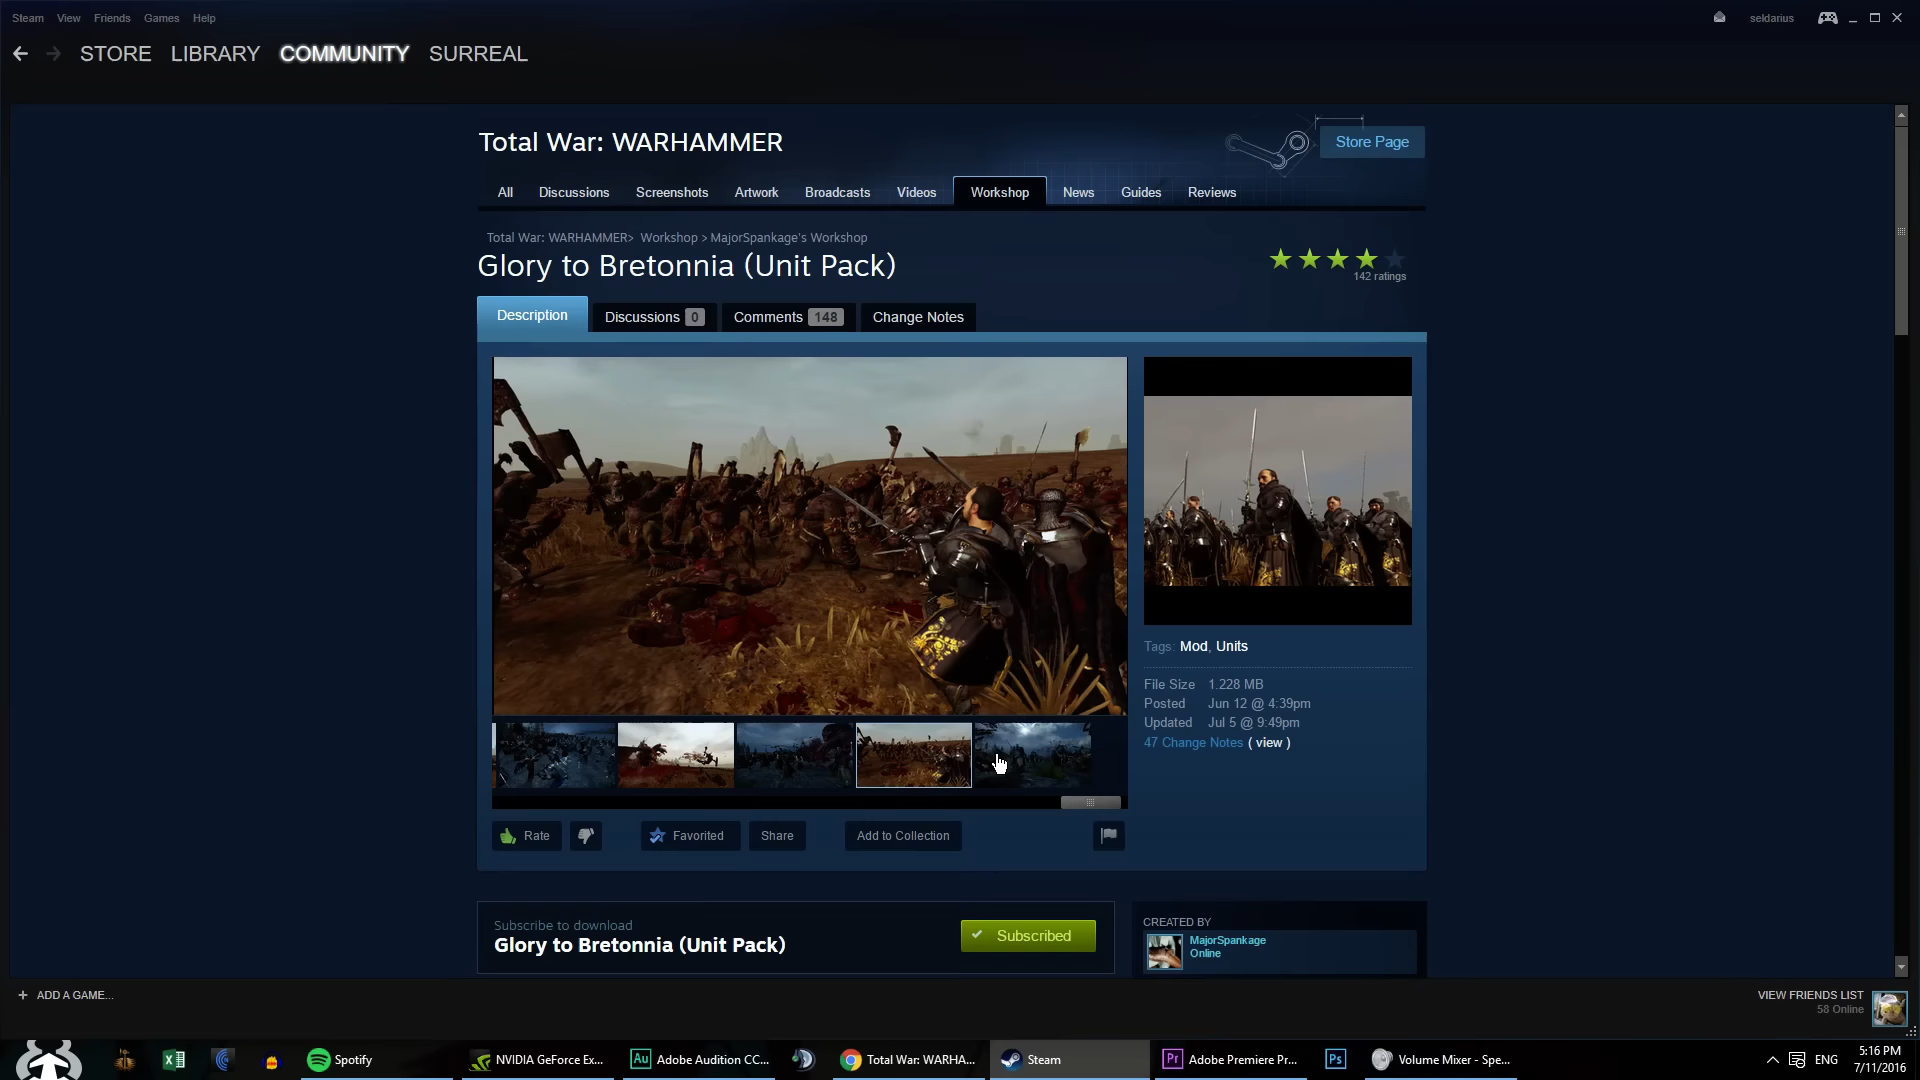 Steam View Friends Games Help
seldarius
STORE LIBRARY COMMUNITY SURREAL
Total War: WARHAMMER
Store Page
All Discussions Screenshots Artwork Broadcasts Videos Workshop News Guides Reviews
Total War: WARHAMMER> Workshop > MajorSpankage's Workshop
Glory to Bretonnia (Unit Pack)
142 ratings
Description Discussions 0 Comments 148 Change Notes
Tags: Mod, Units
File Size 1.228 MB
Posted Jun 12 @ 4:39pm
Updated Jul 5 @ 9:49pm
47 Change Notes ( view )
Rate Favorited Share Add to Collection
Subscribe to download
Glory to Bretonnia (Unit Pack)
Subscribed
CREATED BY
MajorSpankage
Online
+ ADD A GAME...
VIEW FRIENDS LIST
58 Online
Spotify NVIDIA GeForce Ex... Au Adobe Audition CC... Total War: WARHA... Steam Pr Adobe Premiere Pr... Ps Volume Mixer - Spe... ENG
5:16 PM
7/11/2016